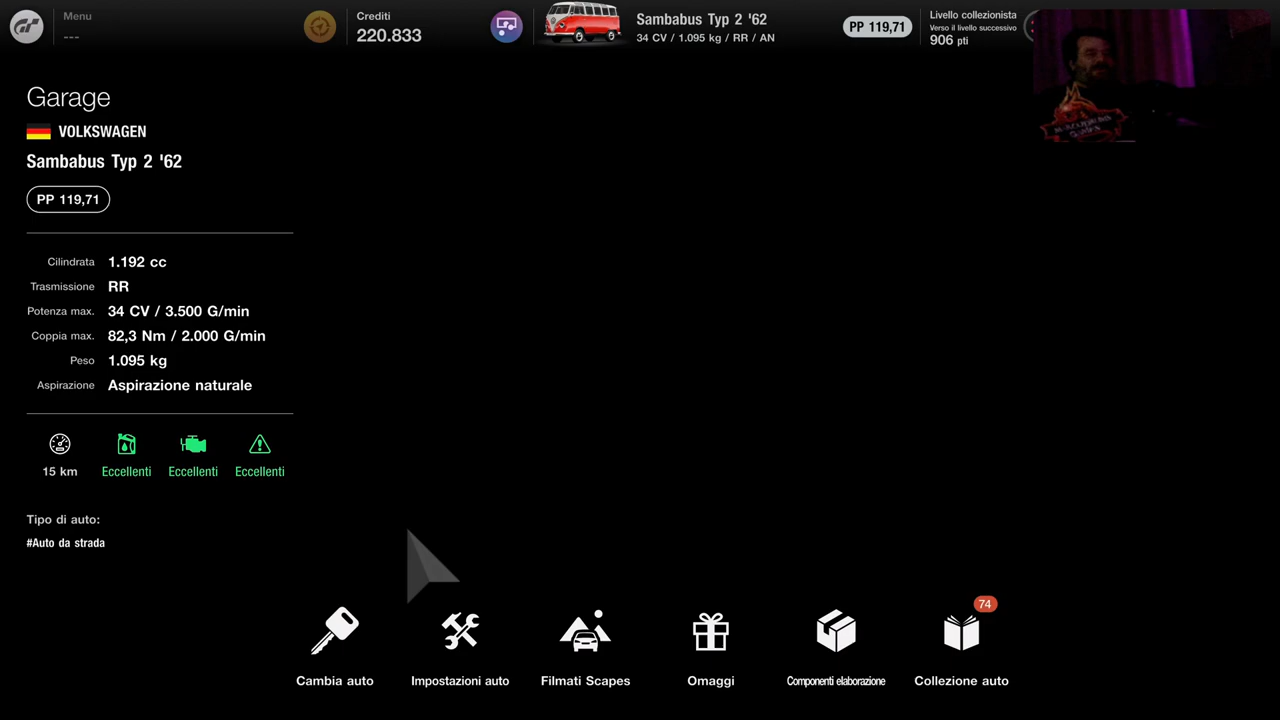 Menu
---
Crediti
220.833
Sambabus Typ 2 '62
34 CV / 1.095 kg / RR / AN
PP 119,71
Livello collezionista
Verso il livello successivo
906 pti
Garage
VOLKSWAGEN
Sambabus Typ 2 '62
PP 119,71
Cilindrata 1.192 cc
Trasmissione RR
Potenza max. 34 CV / 3.500 G/min
Coppia max. 82,3 Nm / 2.000 G/min
Peso 1.095 kg
Aspirazione Aspirazione naturale
15 km Eccellenti Eccellenti Eccellenti
Tipo di auto:
#Auto da strada
74
Cambia auto Impostazioni auto Filmati Scapes Omaggi Componenti elaborazione Collezione auto